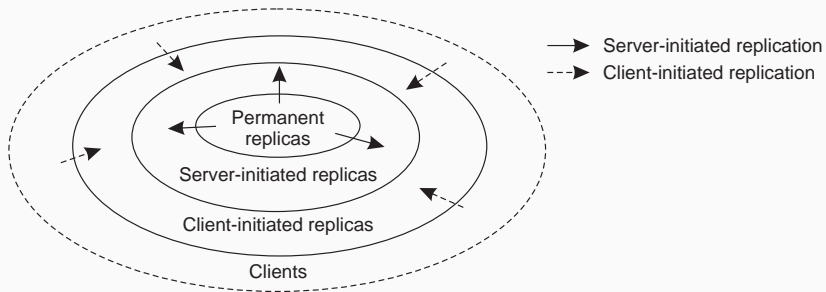 Server-initiated replication
Client-initiated replication
Permanent
replicas
Server-initiated replicas
Client-initiated replicas
Clients